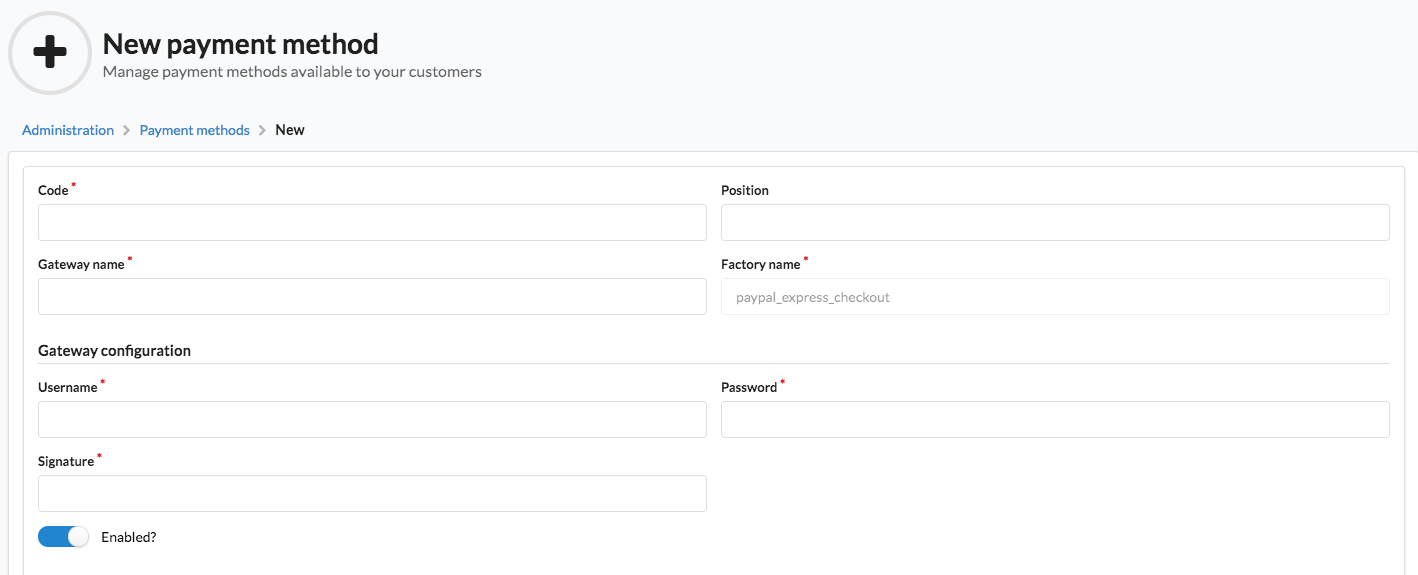 New payment method
Manage payment methods available to your customers
Administration > Payment methods > New
Code *
Position
Gateway name *
Factory name *
paypal_express_checkout
Gateway configuration
Username *
Password *
Signature *
Enabled?